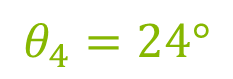 θ₄ = 24°